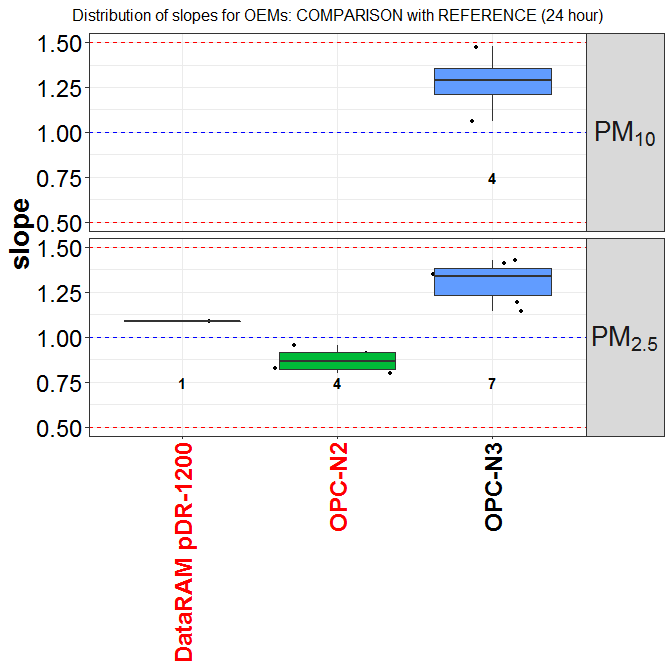 Distribution of slopes for OEMs: COMPARISON with REFERENCE (24 hour)
slope
1.50
1.25
1.00
0.75
0.50
4
PM10
1.50
1.25
1.00
0.75
0.50
1 4 7
PM2.5
DataRAM pDR-1200
OPC-N2
OPC-N3